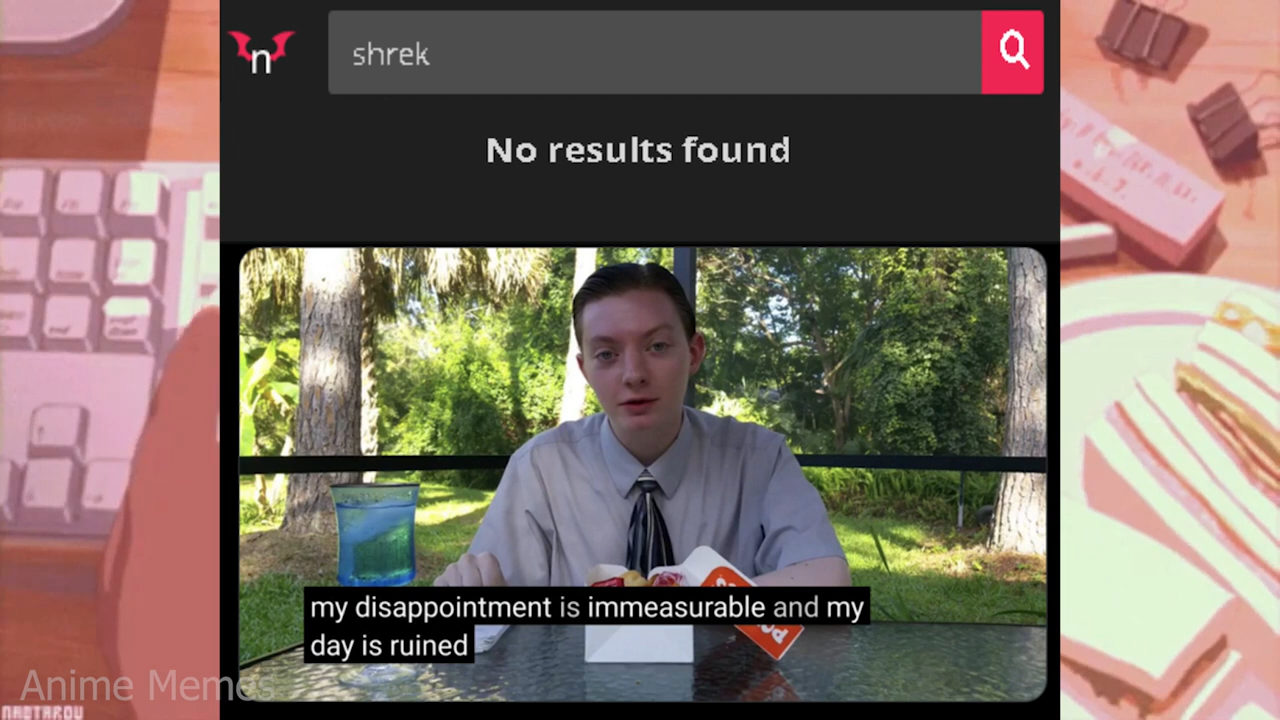 n
shrek
No results found
my disappointment is immeasurable and my
day is ruined
Anime Memes